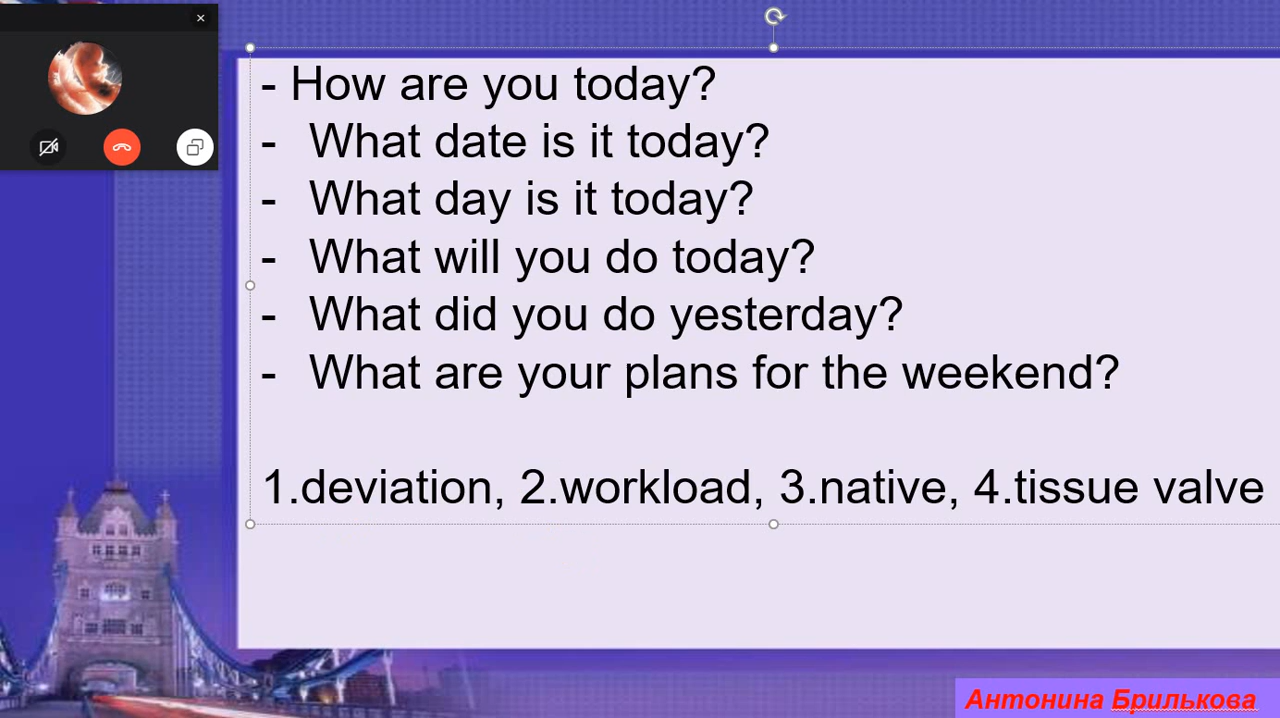 - How are you today?
- What date is it today?
- What day is it today?
- What will you do today?
- What did you do yesterday?
- What are your plans for the weekend?
1.deviation, 2.workload, 3.native, 4.tissue valve
Антонина Брилькова